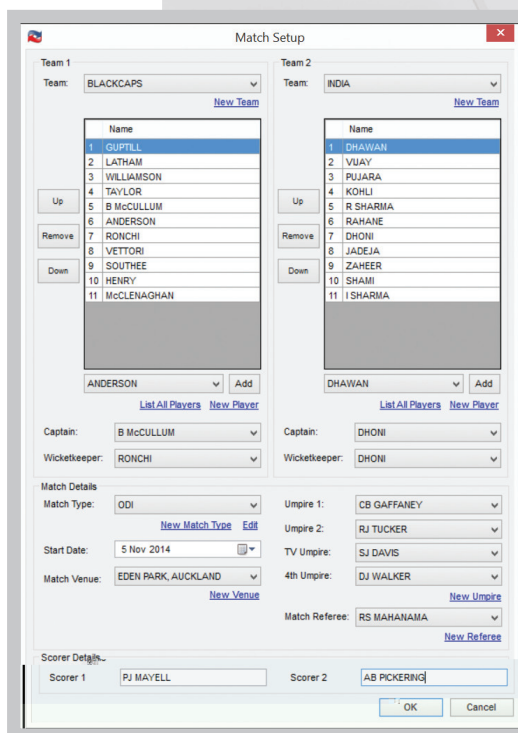 Match Setup
Team 1
Team: BLACKCAPS
New Team
Name
1 GUPTILL
2 LATHAM
3 WILLIAMSON
4 TAYLOR
5 B McCULLUM
6 ANDERSON
7 RONCHI
8 VETTORI
9 SOUTHEE
10 HENRY
11 McCLENAGHAN
Up
Remove
Down
ANDERSON Add
List All Players New Player
Captain: B McCULLUM
Wicketkeeper: RONCHI
Team 2
Team: INDIA
New Team
Name
1 DHAWAN
2 VIJAY
3 PUJARA
4 KOHLI
5 R SHARMA
6 RAHANE
7 DHONI
8 JADEJA
9 ZAHEER
10 SHAMI
11 I SHARMA
Up
Remove
Down
DHAWAN Add
List All Players New Player
Captain: DHONI
Wicketkeeper: DHONI
Match Details
Match Type: ODI
New Match Type Edit
Start Date: 5 Nov 2014
Match Venue: EDEN PARK, AUCKLAND
New Venue
Umpire 1: CB GAFFANEY
Umpire 2: RJ TUCKER
TV Umpire: SJ DAVIS
4th Umpire: DJ WALKER
New Umpire
Match Referee: RS MAHANAMA
New Referee
Scorer Details
Scorer 1 PJ MAYELL
Scorer 2 AB PICKERING
OK Cancel